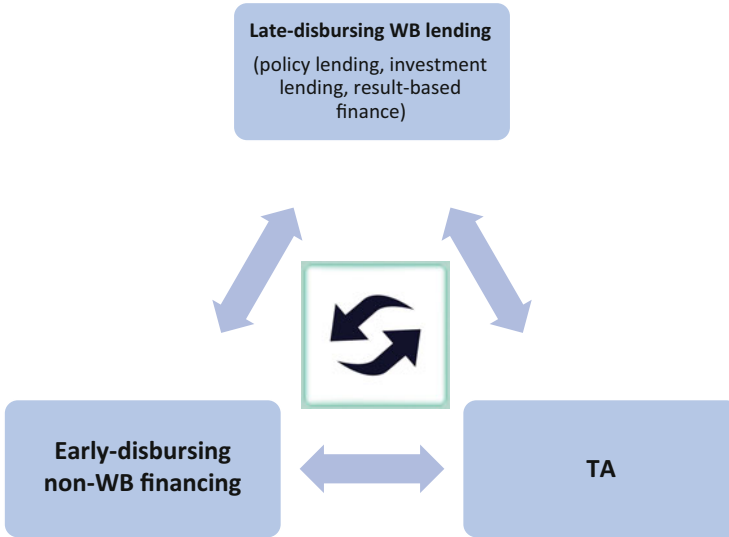 Late-disbursing WB lending
(policy lending, investment
lending, result-based
finance)
Early-disbursing
non-WB financing
TA